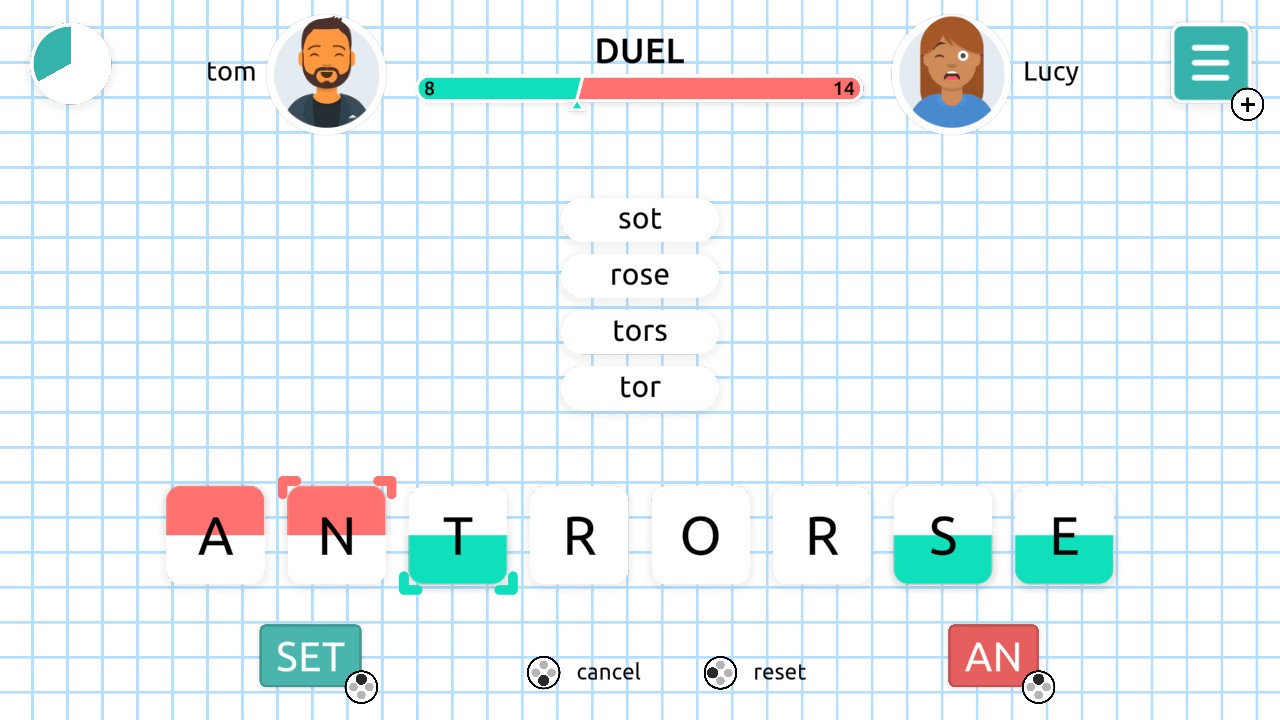 DUEL
tom
Lucy
8
14
sot
rose
tors
tor
A N T R O R S E
SET
cancel
reset
AN